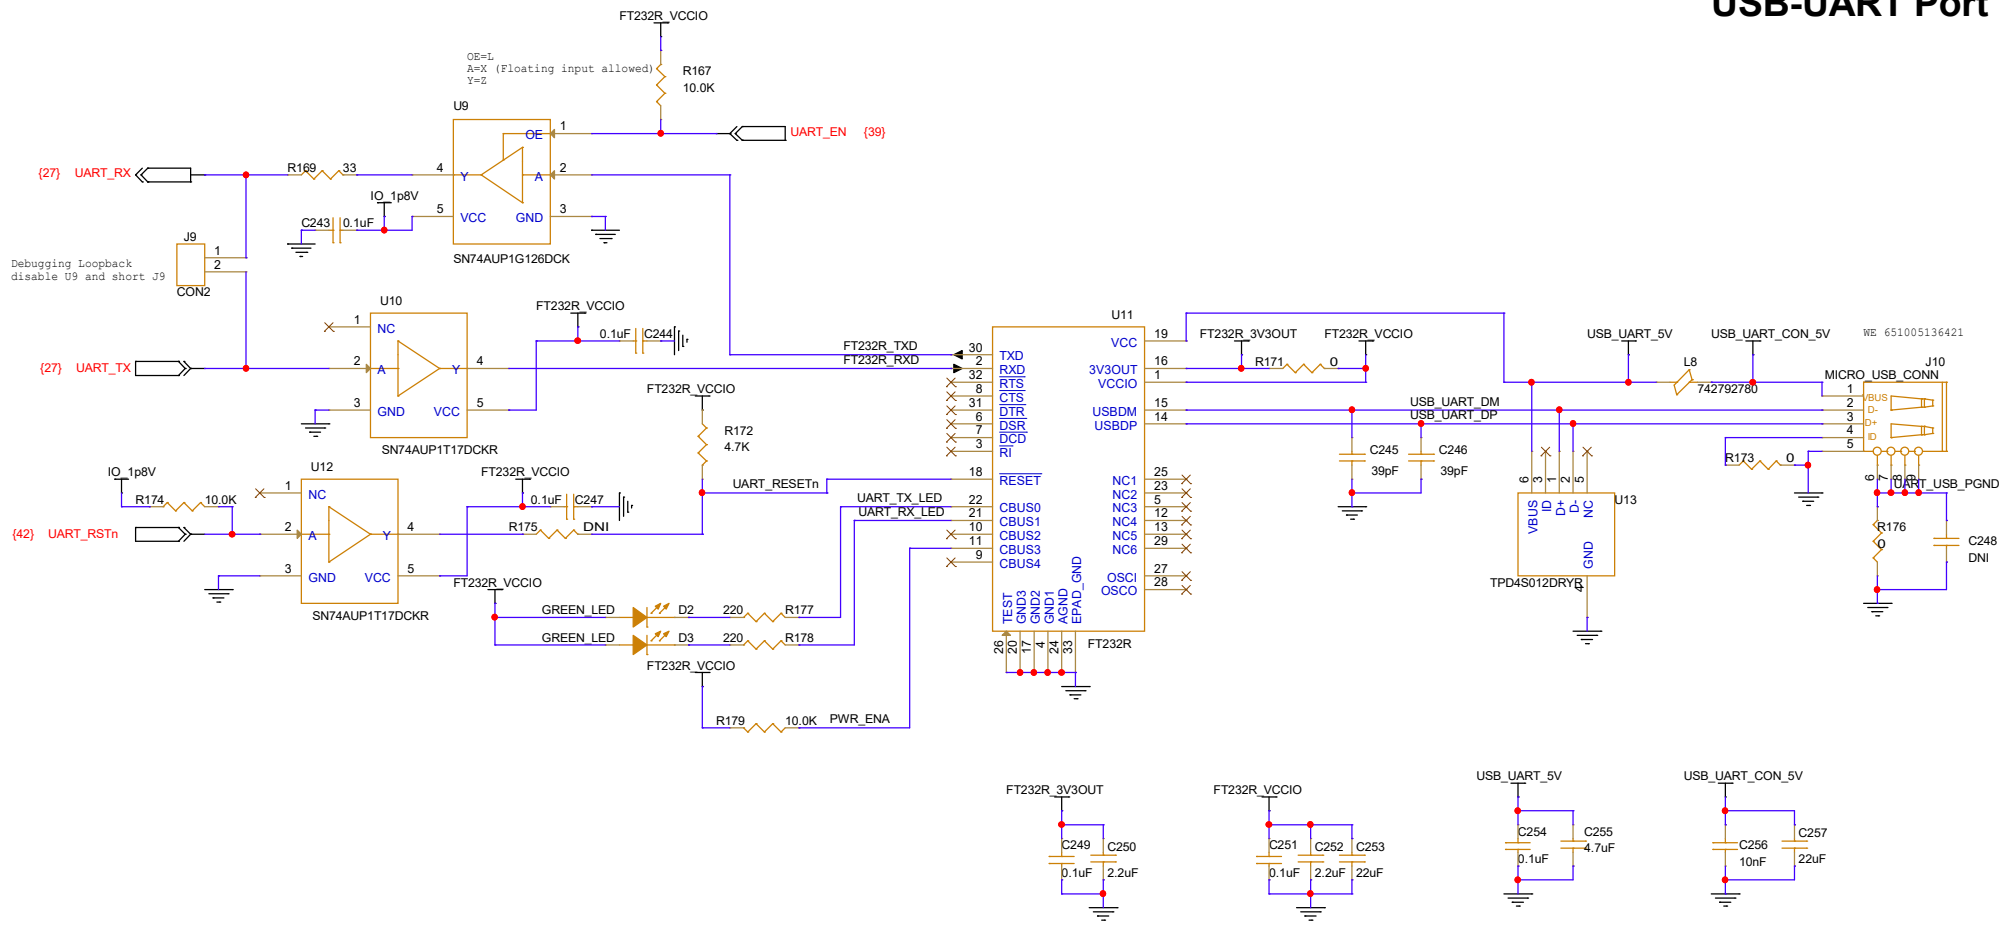 USB-UART Port
FT232R_VCCIO
OE=L
A=X (Floating input allowed)
Y=Z
R167
10.0K
U9
OE
1
UART_EN {39}
{27} UART_RX
R169
33
4
Y
A
2
IO_1p8V
C243
0.1uF
5
VCC
GND
3
SN74AUP1G126DCK
J9
1
2
CON2
Debugging Loopback
disable U9 and short J9
U10
1
NC
{27} UART_TX
2
A
Y
4
3
GND
VCC
5
SN74AUP1T17DCKR
FT232R_VCCIO
0.1uF
C244
FT232R_TXD
FT232R_RXD
FT232R_VCCIO
R172
4.7K
U12
IO_1p8V
R174
10.0K
1
NC
{42} UART_RSTn
2
A
Y
4
3
GND
VCC
5
SN74AUP1T17DCKR
FT232R_VCCIO
0.1uF
C247
R175
DNI
UART_RESETn
UART_TX_LED
UART_RX_LED
FT232R_VCCIO
GREEN_LED
D2
220
R177
GREEN_LED
D3
220
R178
FT232R_VCCIO
R179
10.0K
PWR_ENA
U11
30 TXD
2 RXD
32 RTS
8 CTS
31 DTR
6 DSR
7 DCD
3 RI
18 RESET
22 CBUS0
21 CBUS1
10 CBUS2
11 CBUS3
9 CBUS4
VCC 19
3V3OUT 16
VCCIO 1
USBDM 15
USBDP 14
NC1 25
NC2 23
NC3 5
NC4 12
NC5 13
NC6 29
OSCI 27
OSCO 28
TEST
GND3
GND2
GND1
AGND
EPAD_GND
26
20
17
4
24
33
FT232R
FT232R_3V3OUT
FT232R_VCCIO
R171
0
USB_UART_DM
USB_UART_DP
C245
39pF
C246
39pF
USB_UART_5V
USB_UART_CON_5V
L8
742792780
WE 651005136421
J10
MICRO_USB_CONN
1
VBUS
2
D-
3
D+
4
ID
5
R173
0
6
7
8
9
UART_USB_PGND
R176
0
C248
DNI
6
3
1
2
5
VBUS
ID
D+
D-
NC
GND
U13
TPD4S012DRYR
4
FT232R_3V3OUT
C249
0.1uF
C250
2.2uF
FT232R_VCCIO
C251
0.1uF
C252
2.2uF
C253
22uF
USB_UART_5V
C254
0.1uF
C255
4.7uF
USB_UART_CON_5V
C256
10nF
C257
22uF